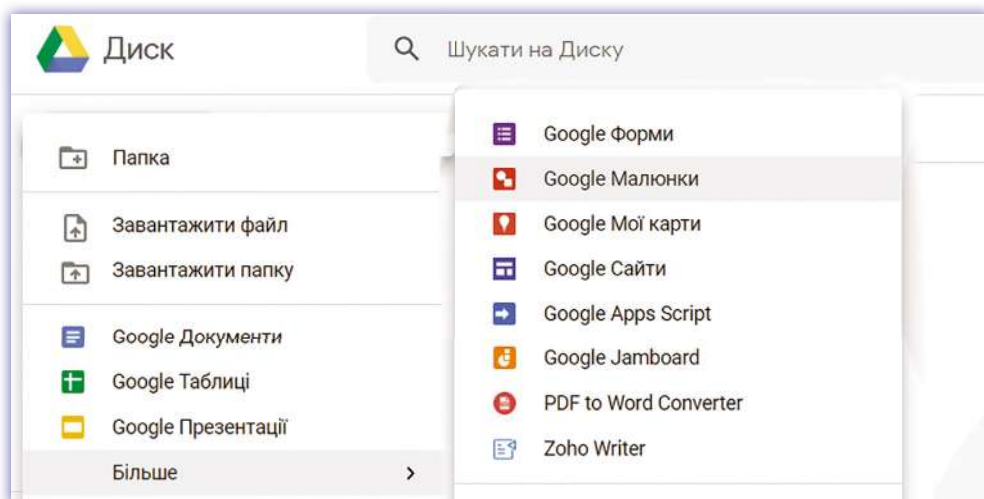 Диск
Шукати на Диску
Папка
Завантажити файл
Завантажити папку
Google Документи
Google Таблиці
Google Презентації
Більше
Google Форми
Google Малюнки
Google Мої карти
Google Сайти
Google Apps Script
Google Jamboard
PDF to Word Converter
Zoho Writer